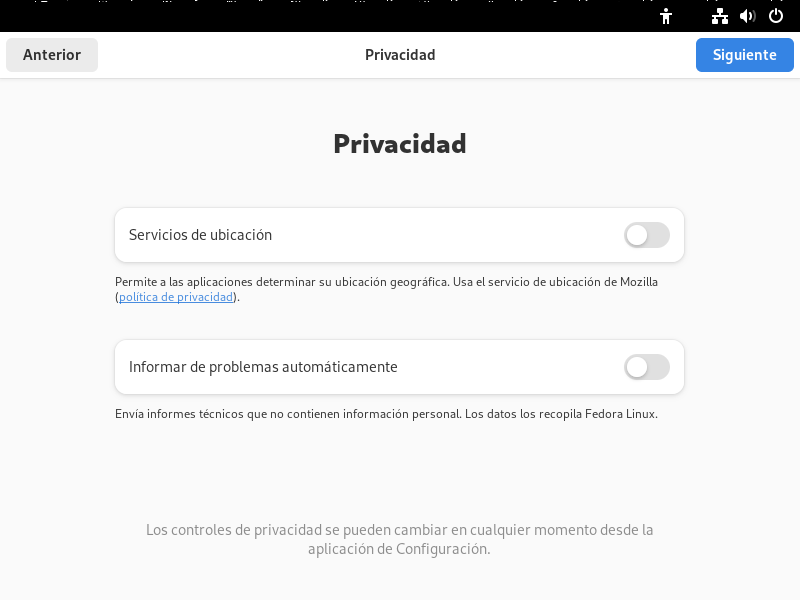 Anterior
Privacidad
Siguiente
Privacidad
Servicios de ubicación
Permite a las aplicaciones determinar su ubicación geográfica. Usa el servicio de ubicación de Mozilla
(política de privacidad).
Informar de problemas automáticamente
Envía informes técnicos que no contienen información personal. Los datos los recopila Fedora Linux.
Los controles de privacidad se pueden cambiar en cualquier momento desde la
aplicación de Configuración.